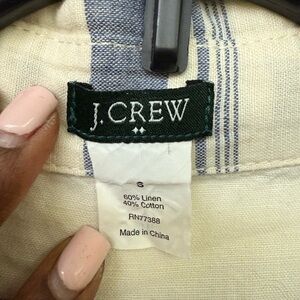 J.CREW
S
60% Linen
40% Cotton
RN77388
Made in China